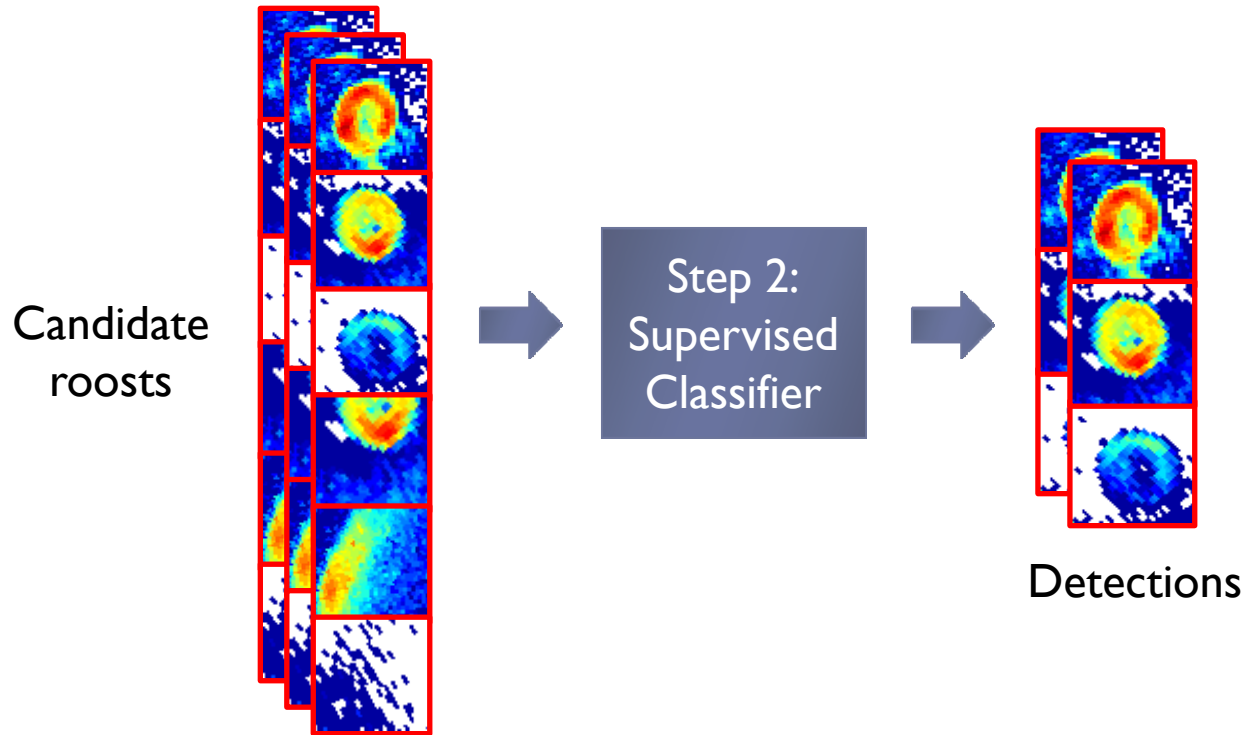 Candidate
roosts
Step 2:
Supervised
Classifier
Detections